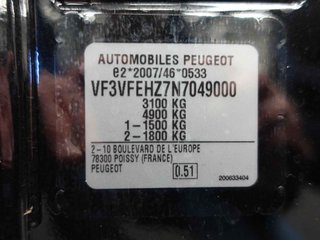 AUTOMOBILES PEUGEOT
e2*2007/46*0533
VF3VFEHZ7N7049000
3100 KG
4900 KG
1-1500 KG
2-1800 KG
2-10 BOULEVARD DE L'EUROPE
78300 POISSY (FRANCE)
PEUGEOT
0.51
200633404